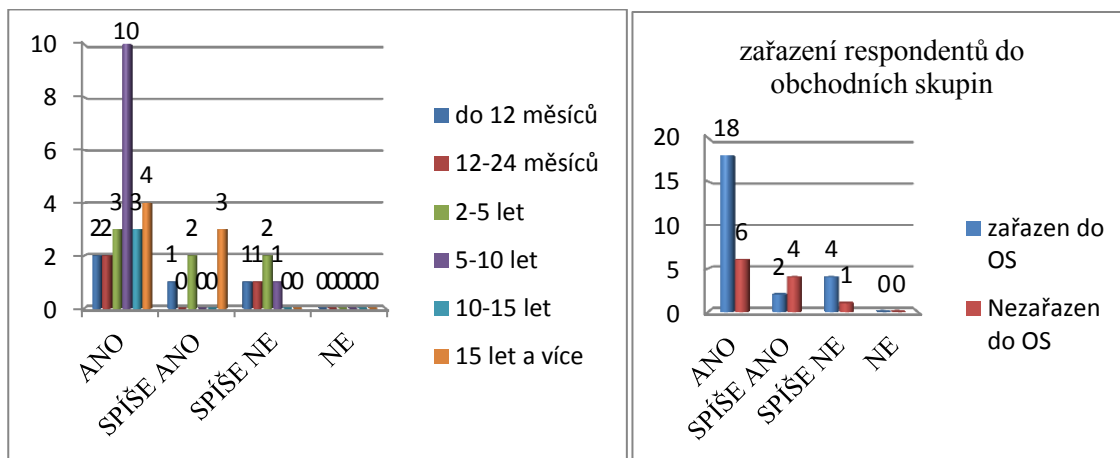 10
8
6
4
2
0
2 2 3 10 3 4
1 0 2 0 0 3
1 1 2 1 0 0
0 0 0 0 0 0
ANO
SPÍŠE ANO
SPÍŠE NE
NE
do 12 měsíců
12-24 měsíců
2-5 let
5-10 let
10-15 let
15 let a více
zařazení respondentů do
obchodních skupin
20
15
10
5
0
18 6
2 4
4 1
0 0
ANO
SPÍŠE ANO
SPÍŠE NE
NE
zařazen do
OS
Nezařazen
do OS